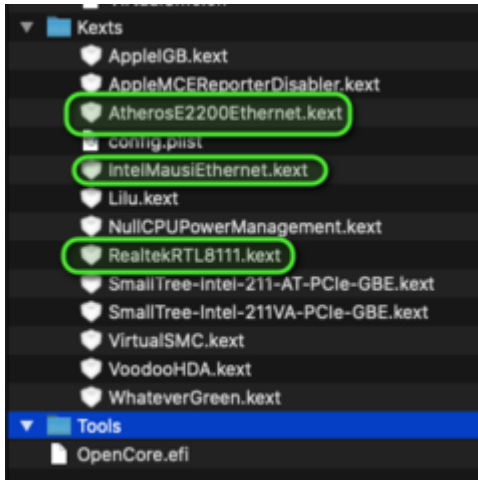 Kexts
AppleIGB.kext
AppleMCEReporterDisabler.kext
AtherosE2200Ethernet.kext
config.plist
IntelMausiEthernet.kext
Lilu.kext
NullCPUPowerManagement.kext
RealtekRTL8111.kext
SmallTree-Intel-211-AT-PCIe-GBE.kext
SmallTree-Intel-211VA-PCIe-GBE.kext
VirtualSMC.kext
VoodooHDA.kext
WhateverGreen.kext
Tools
OpenCore.efi